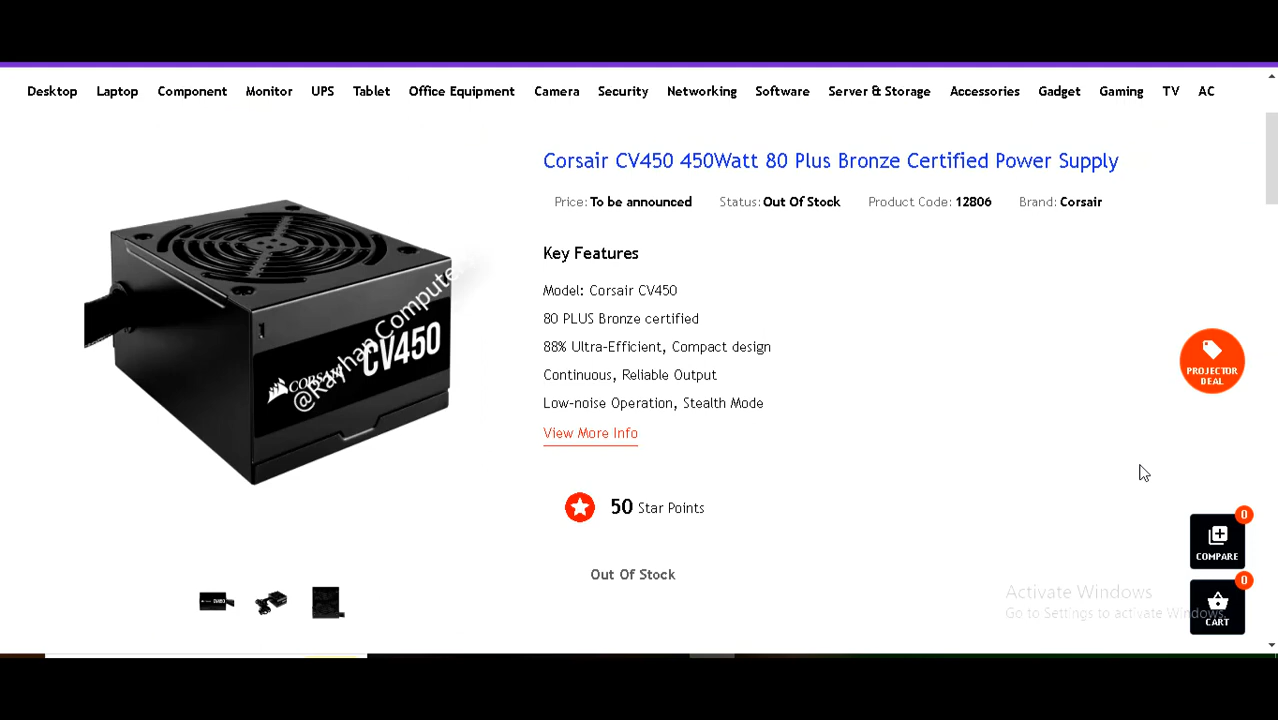 Desktop Laptop Component Monitor UPS Tablet Office Equipment Camera Security Networking Software Server & Storage Accessories Gadget Gaming TV AC
Corsair CV450 450Watt 80 Plus Bronze Certified Power Supply
Price: To be announced Status: Out Of Stock Product Code: 12806 Brand: Corsair
Key Features
Model: Corsair CV450
80 PLUS Bronze certified
88% Ultra-Efficient, Compact design
Continuous, Reliable Output
Low-noise Operation, Stealth Mode
View More Info
50 Star Points
Out Of Stock
CORSAIR
CV450
@Rayhan Computer
PROJECTOR
DEAL
0
COMPARE
0
CART
Activate Windows
Go to Settings to activate Windows.